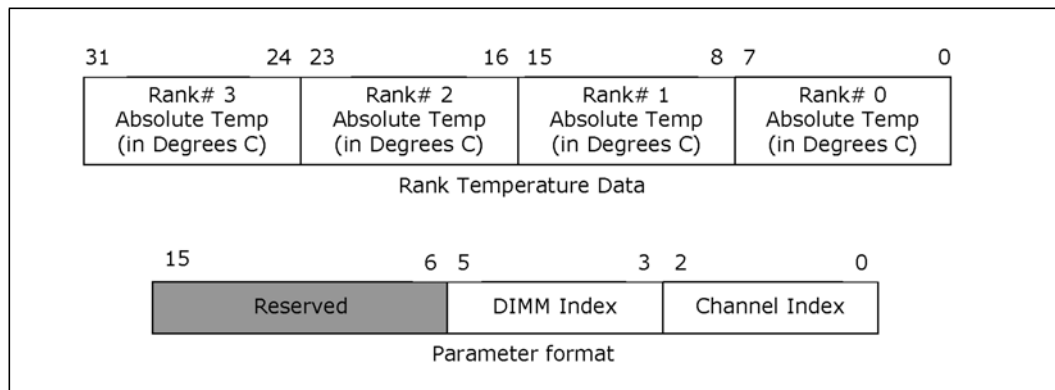 31 24 23 16 15 8 7 0
Rank# 3 Rank# 2 Rank# 1 Rank# 0
Absolute Temp Absolute Temp Absolute Temp Absolute Temp
(in Degrees C) (in Degrees C) (in Degrees C) (in Degrees C)
Rank Temperature Data
15 6 5 3 2 0
Reserved DIMM Index Channel Index
Parameter format